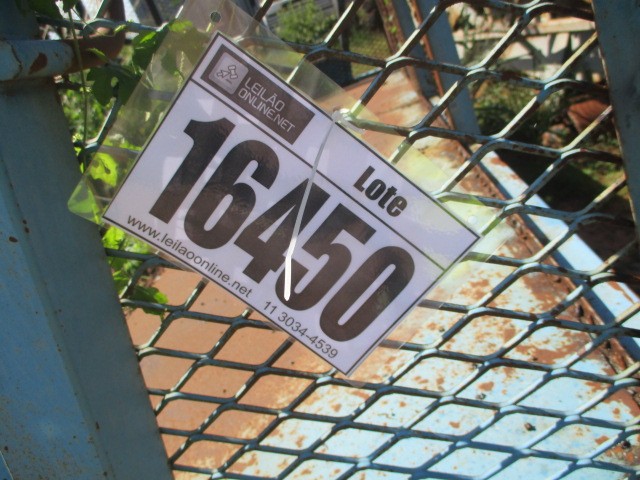 LEILÃO
ONLINE.NET
Lote
16450
www.leilaoonline.net 11 3034-4539